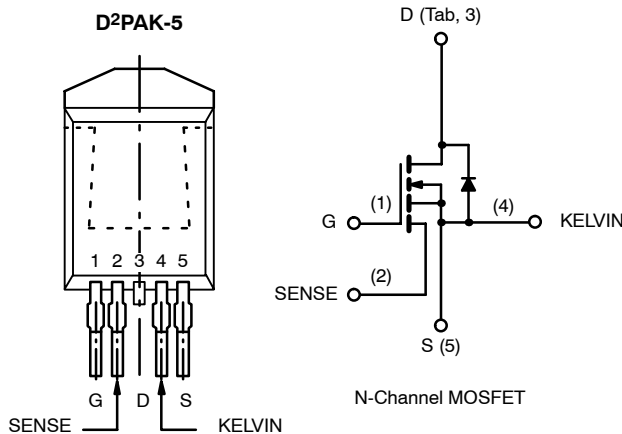 D²PAK-5
1 2 3 4 5
G D S
SENSE KELVIN
D (Tab, 3)
(1)
G
(4)
KELVIN
(2)
SENSE
S (5)
N-Channel MOSFET